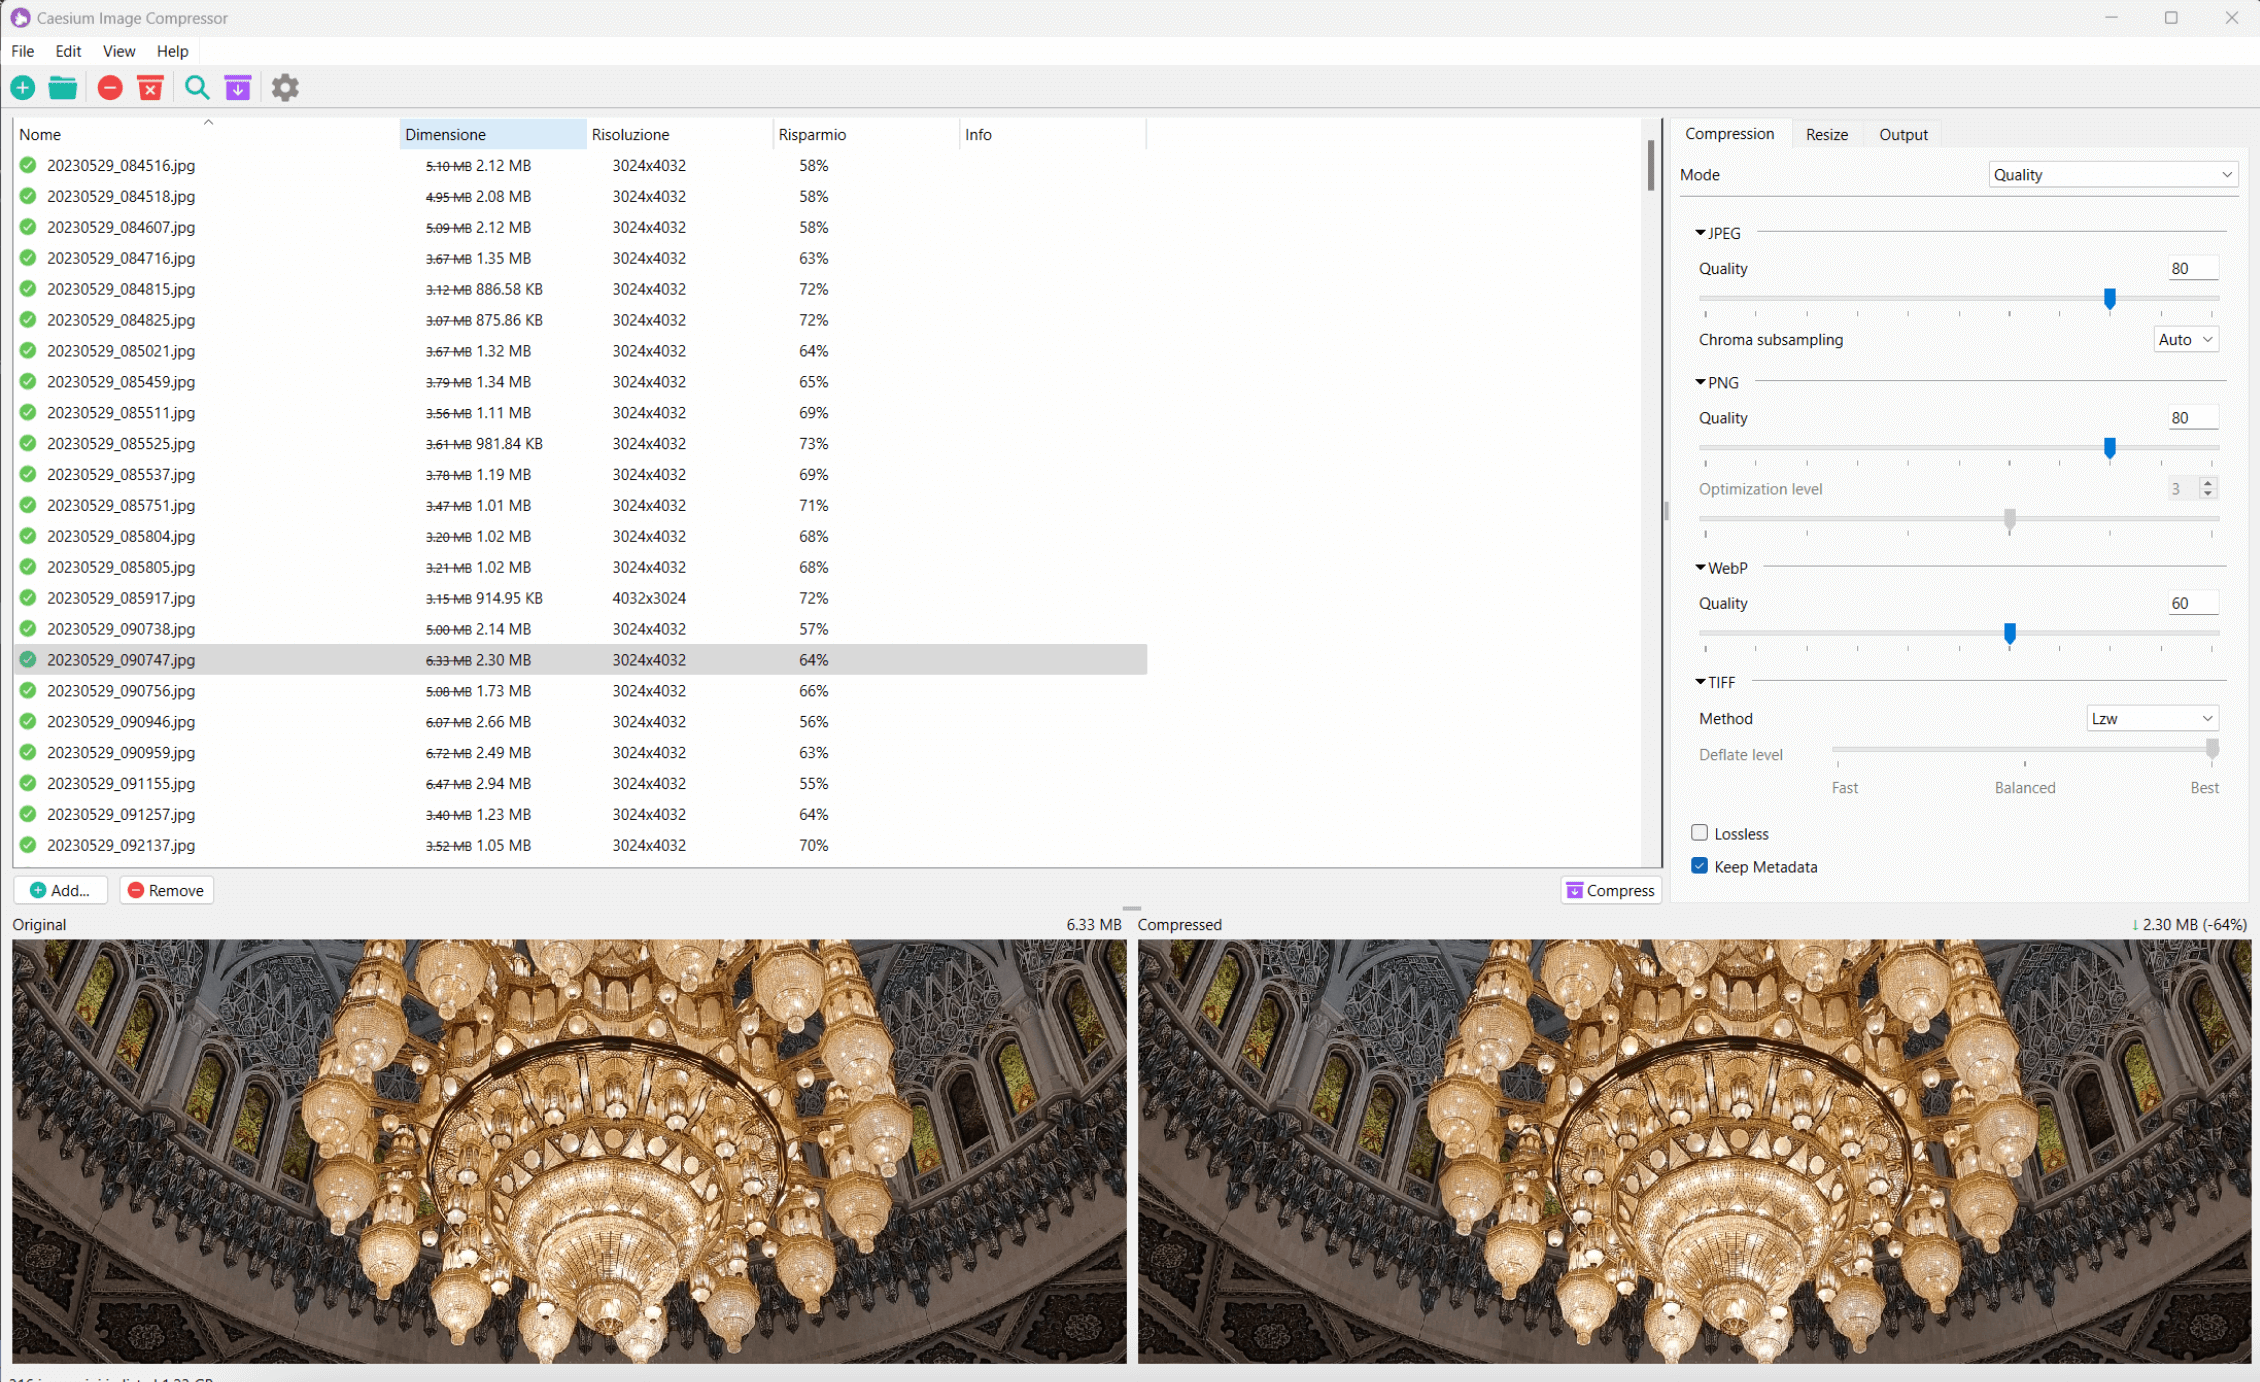 Caesium Image Compressor
File Edit View Help
Nome Dimensione Risoluzione Risparmio Info
20230529_084516.jpg 5.10 MB 2.12 MB 3024x4032 58%
20230529_084518.jpg 4.95 MB 2.08 MB 3024x4032 58%
20230529_084607.jpg 5.09 MB 2.12 MB 3024x4032 58%
20230529_084716.jpg 3.67 MB 1.35 MB 3024x4032 63%
20230529_084815.jpg 3.12 MB 886.58 KB 3024x4032 72%
20230529_084825.jpg 3.07 MB 875.86 KB 3024x4032 72%
20230529_085021.jpg 3.67 MB 1.32 MB 3024x4032 64%
20230529_085459.jpg 3.79 MB 1.34 MB 3024x4032 65%
20230529_085511.jpg 3.56 MB 1.11 MB 3024x4032 69%
20230529_085525.jpg 3.61 MB 981.84 KB 3024x4032 73%
20230529_085537.jpg 3.78 MB 1.19 MB 3024x4032 69%
20230529_085751.jpg 3.47 MB 1.01 MB 3024x4032 71%
20230529_085804.jpg 3.20 MB 1.02 MB 3024x4032 68%
20230529_085805.jpg 3.21 MB 1.02 MB 3024x4032 68%
20230529_085917.jpg 3.15 MB 914.95 KB 4032x3024 72%
20230529_090738.jpg 5.00 MB 2.14 MB 3024x4032 57%
20230529_090747.jpg 6.33 MB 2.30 MB 3024x4032 64%
20230529_090756.jpg 5.08 MB 1.73 MB 3024x4032 66%
20230529_090946.jpg 6.07 MB 2.66 MB 3024x4032 56%
20230529_090959.jpg 6.72 MB 2.49 MB 3024x4032 63%
20230529_091155.jpg 6.47 MB 2.94 MB 3024x4032 55%
20230529_091257.jpg 3.40 MB 1.23 MB 3024x4032 64%
20230529_092137.jpg 3.52 MB 1.05 MB 3024x4032 70%
Add... Remove Compress
Compression Resize Output
Mode Quality
JPEG
Quality 80
Chroma subsampling Auto
PNG
Quality 80
Optimization level 3
WebP
Quality 60
TIFF
Method Lzw
Deflate level
Fast Balanced Best
Lossless
Keep Metadata
Original 6.33 MB
Compressed ↓ 2.30 MB (-64%)